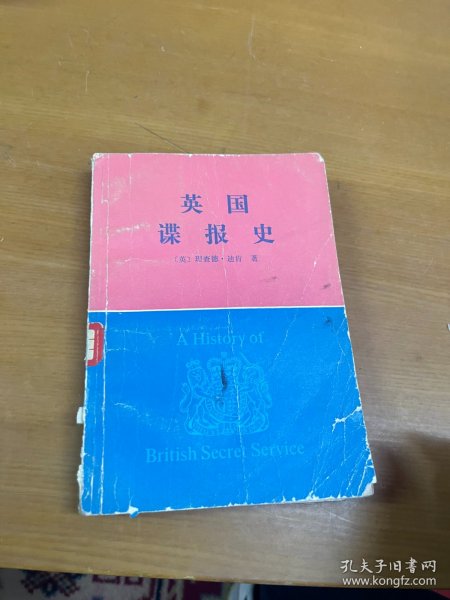 英国
谍报史
〔英〕理查德·迪肯 著
A History of
British Secret Service
孔夫子旧书网
www.kongfz.com